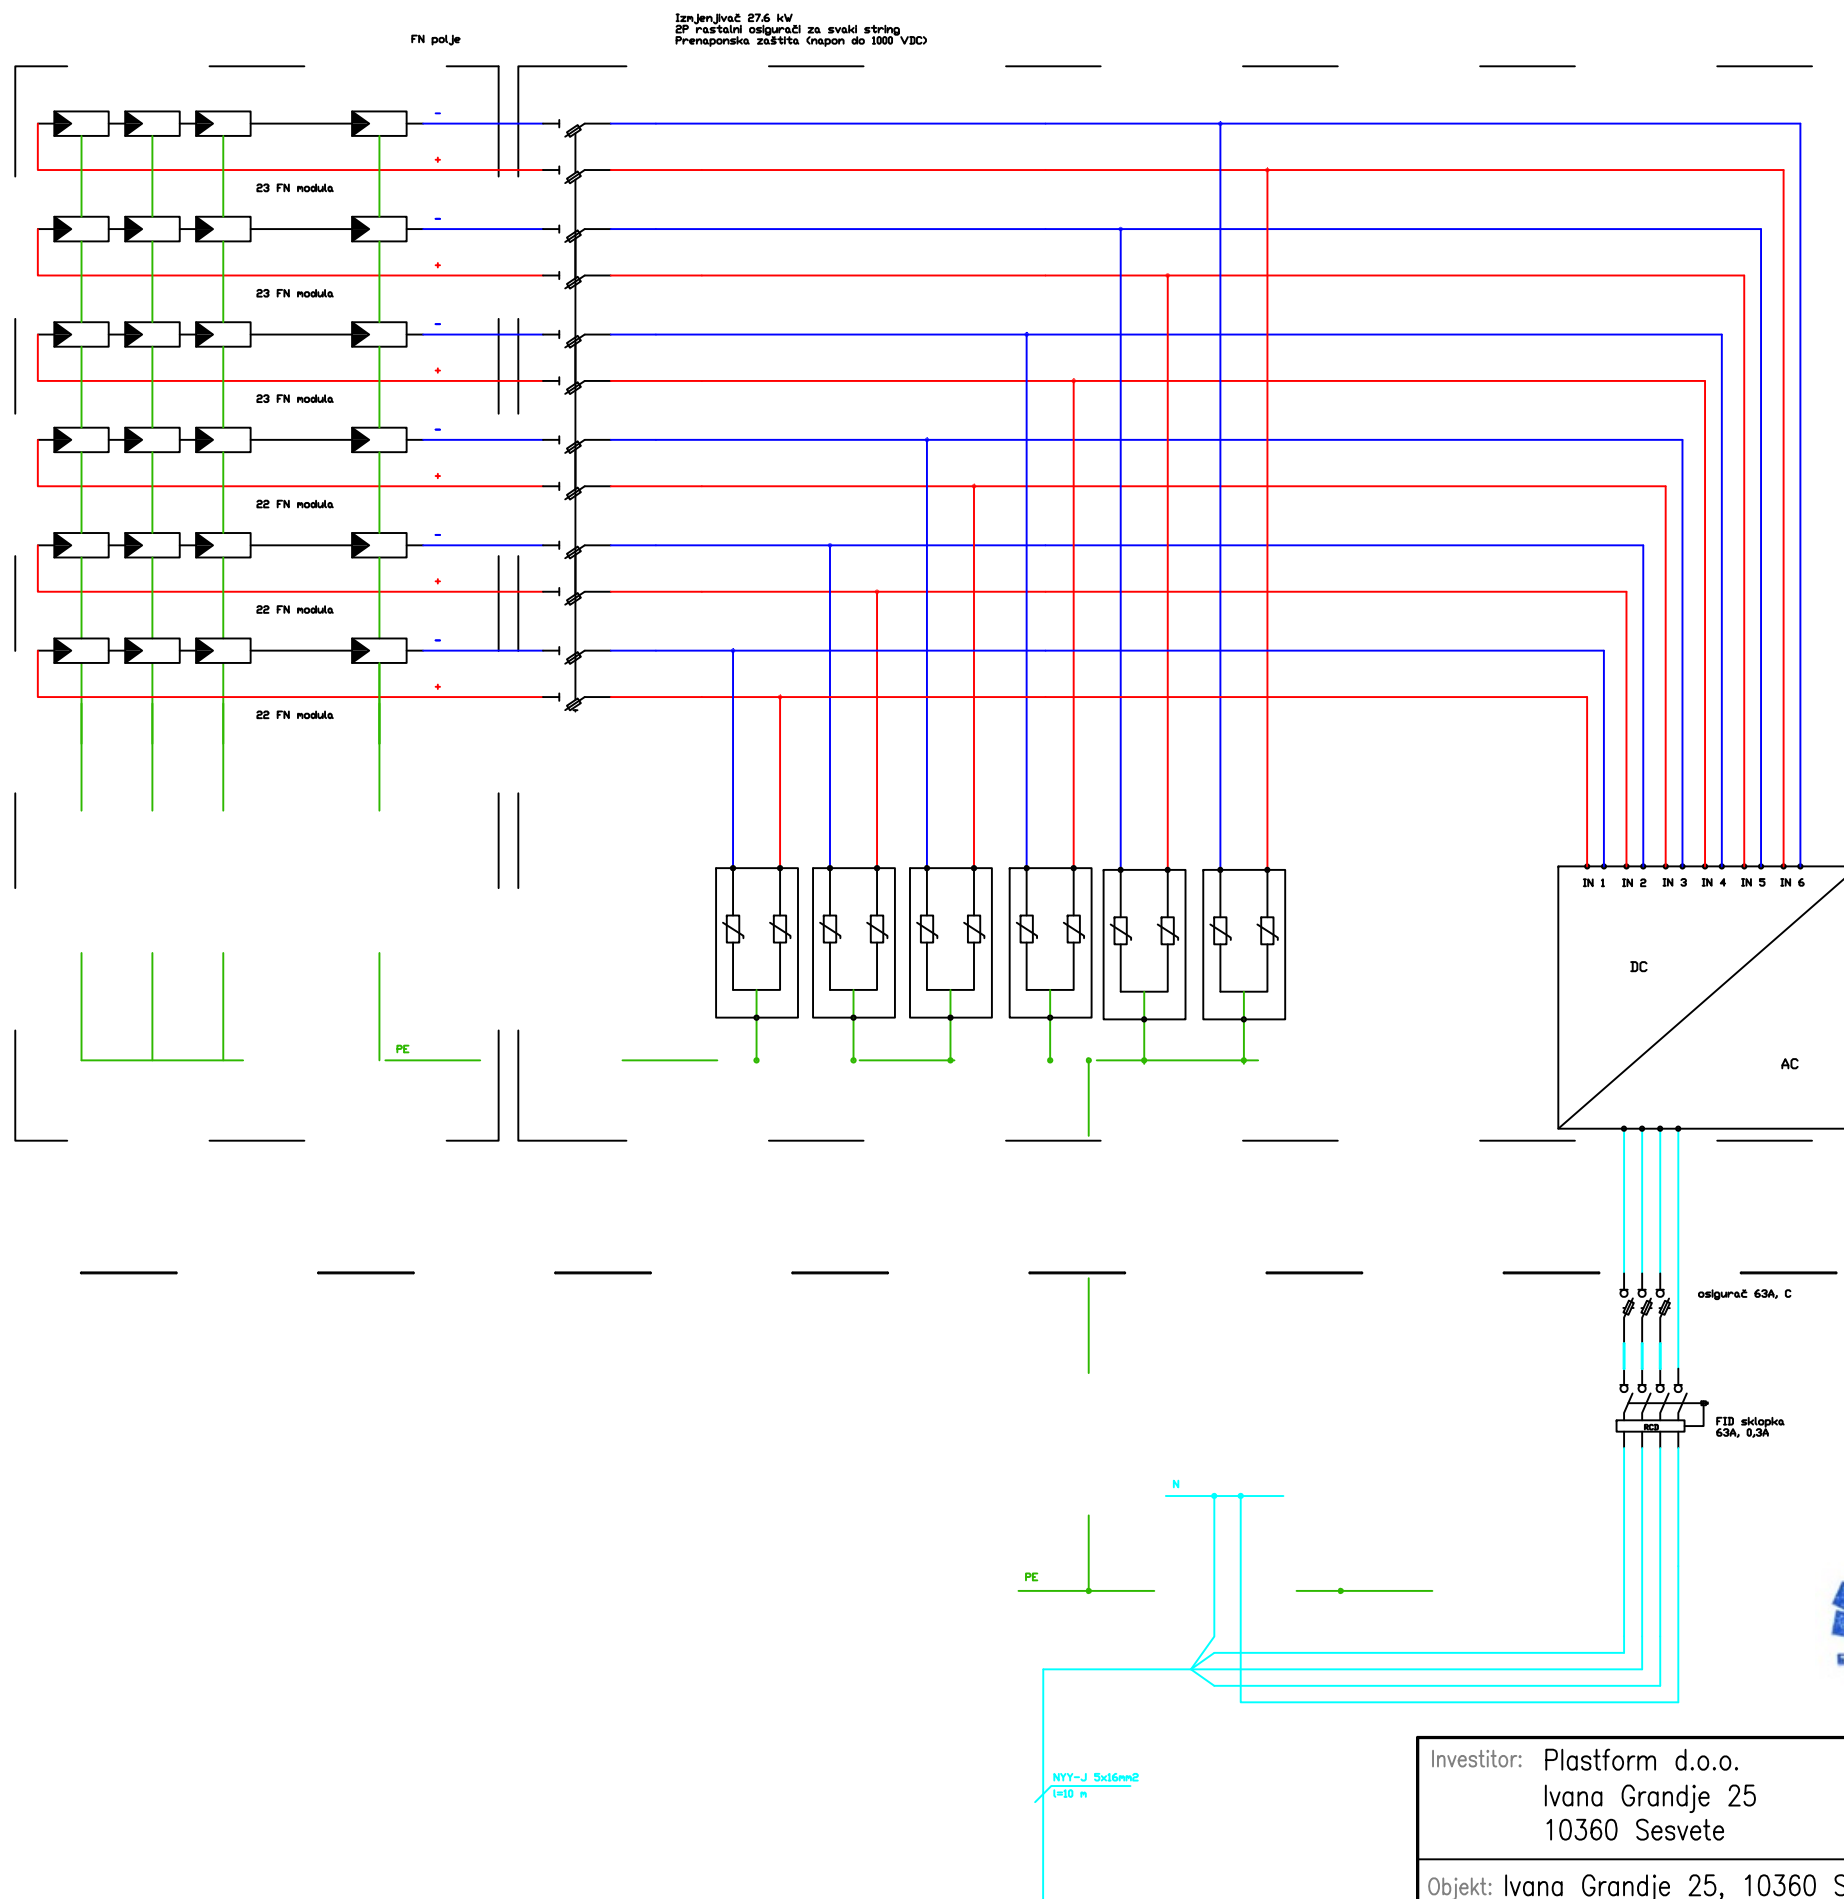 FN polje
Izmjenjivač 27.6 kW
2P rastalni osigurači za svaki string
Prenaponska zaštita (napon do 1000 VDC)
-
+
23 FN modula
-
+
23 FN modula
-
+
23 FN modula
-
+
22 FN modula
-
+
22 FN modula
-
+
22 FN modula
IN 1 IN 2 IN 3 IN 4 IN 5 IN 6
DC
AC
PE
osigurač 63A, C
RCD
FID sklopka
63A, 0,3A
N
PE
NYY-J 5x16mm2
l=10 m
Investitor: Plastform d.o.o.
Ivana Grandje 25
10360 Sesvete
Objekt: Ivana Grandje 25, 10360 S